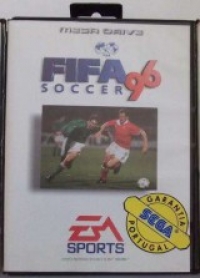 MEGA DRIVE
FIFA 96
SOCCER
EA
SPORTS
GARANTIA
SEGA
PORTUGAL